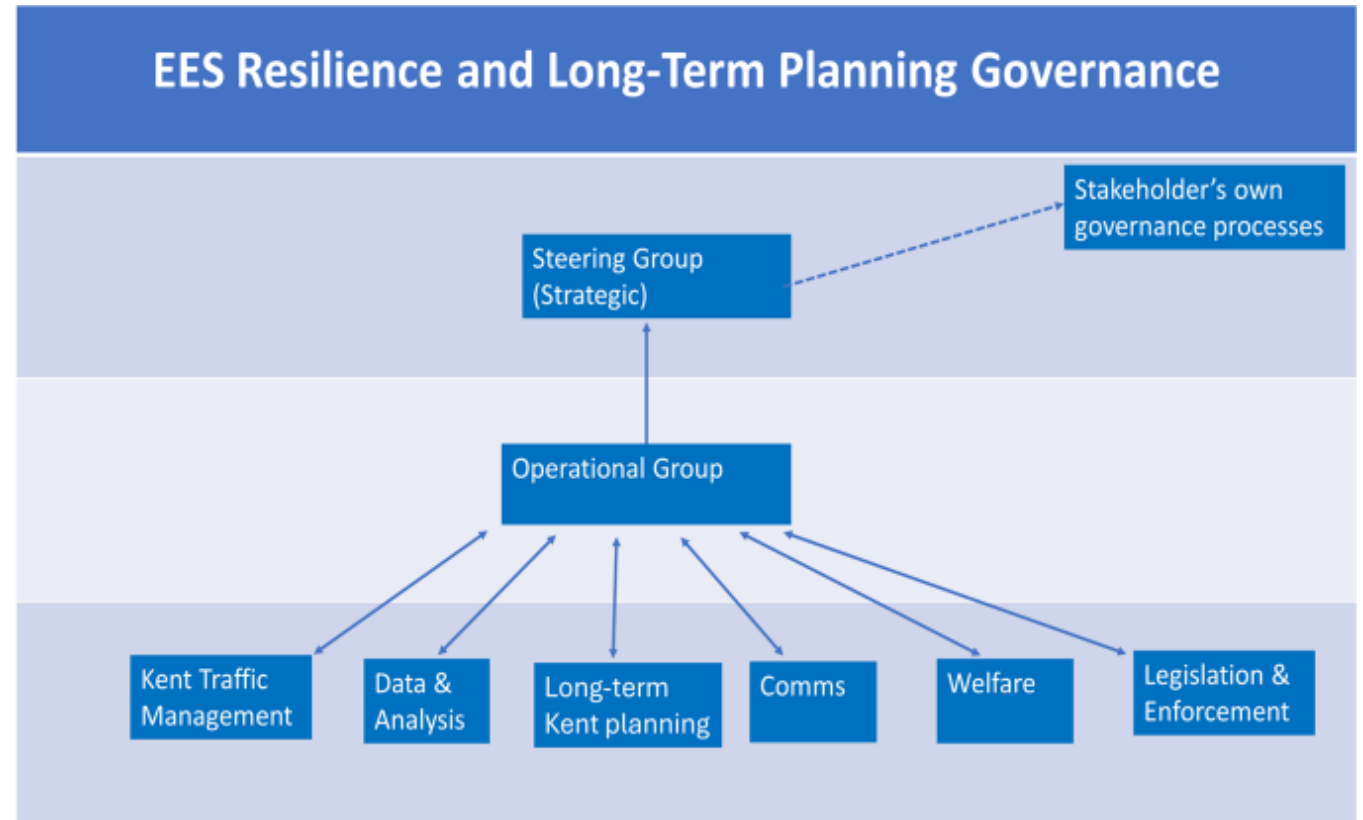 EES Resilience and Long-Term Planning Governance
Stakeholder's own
governance processes
Steering Group
(Strategic)
Operational Group
Kent Traffic
Management
Data &
Analysis
Long-term
Kent planning
Comms
Welfare
Legislation &
Enforcement